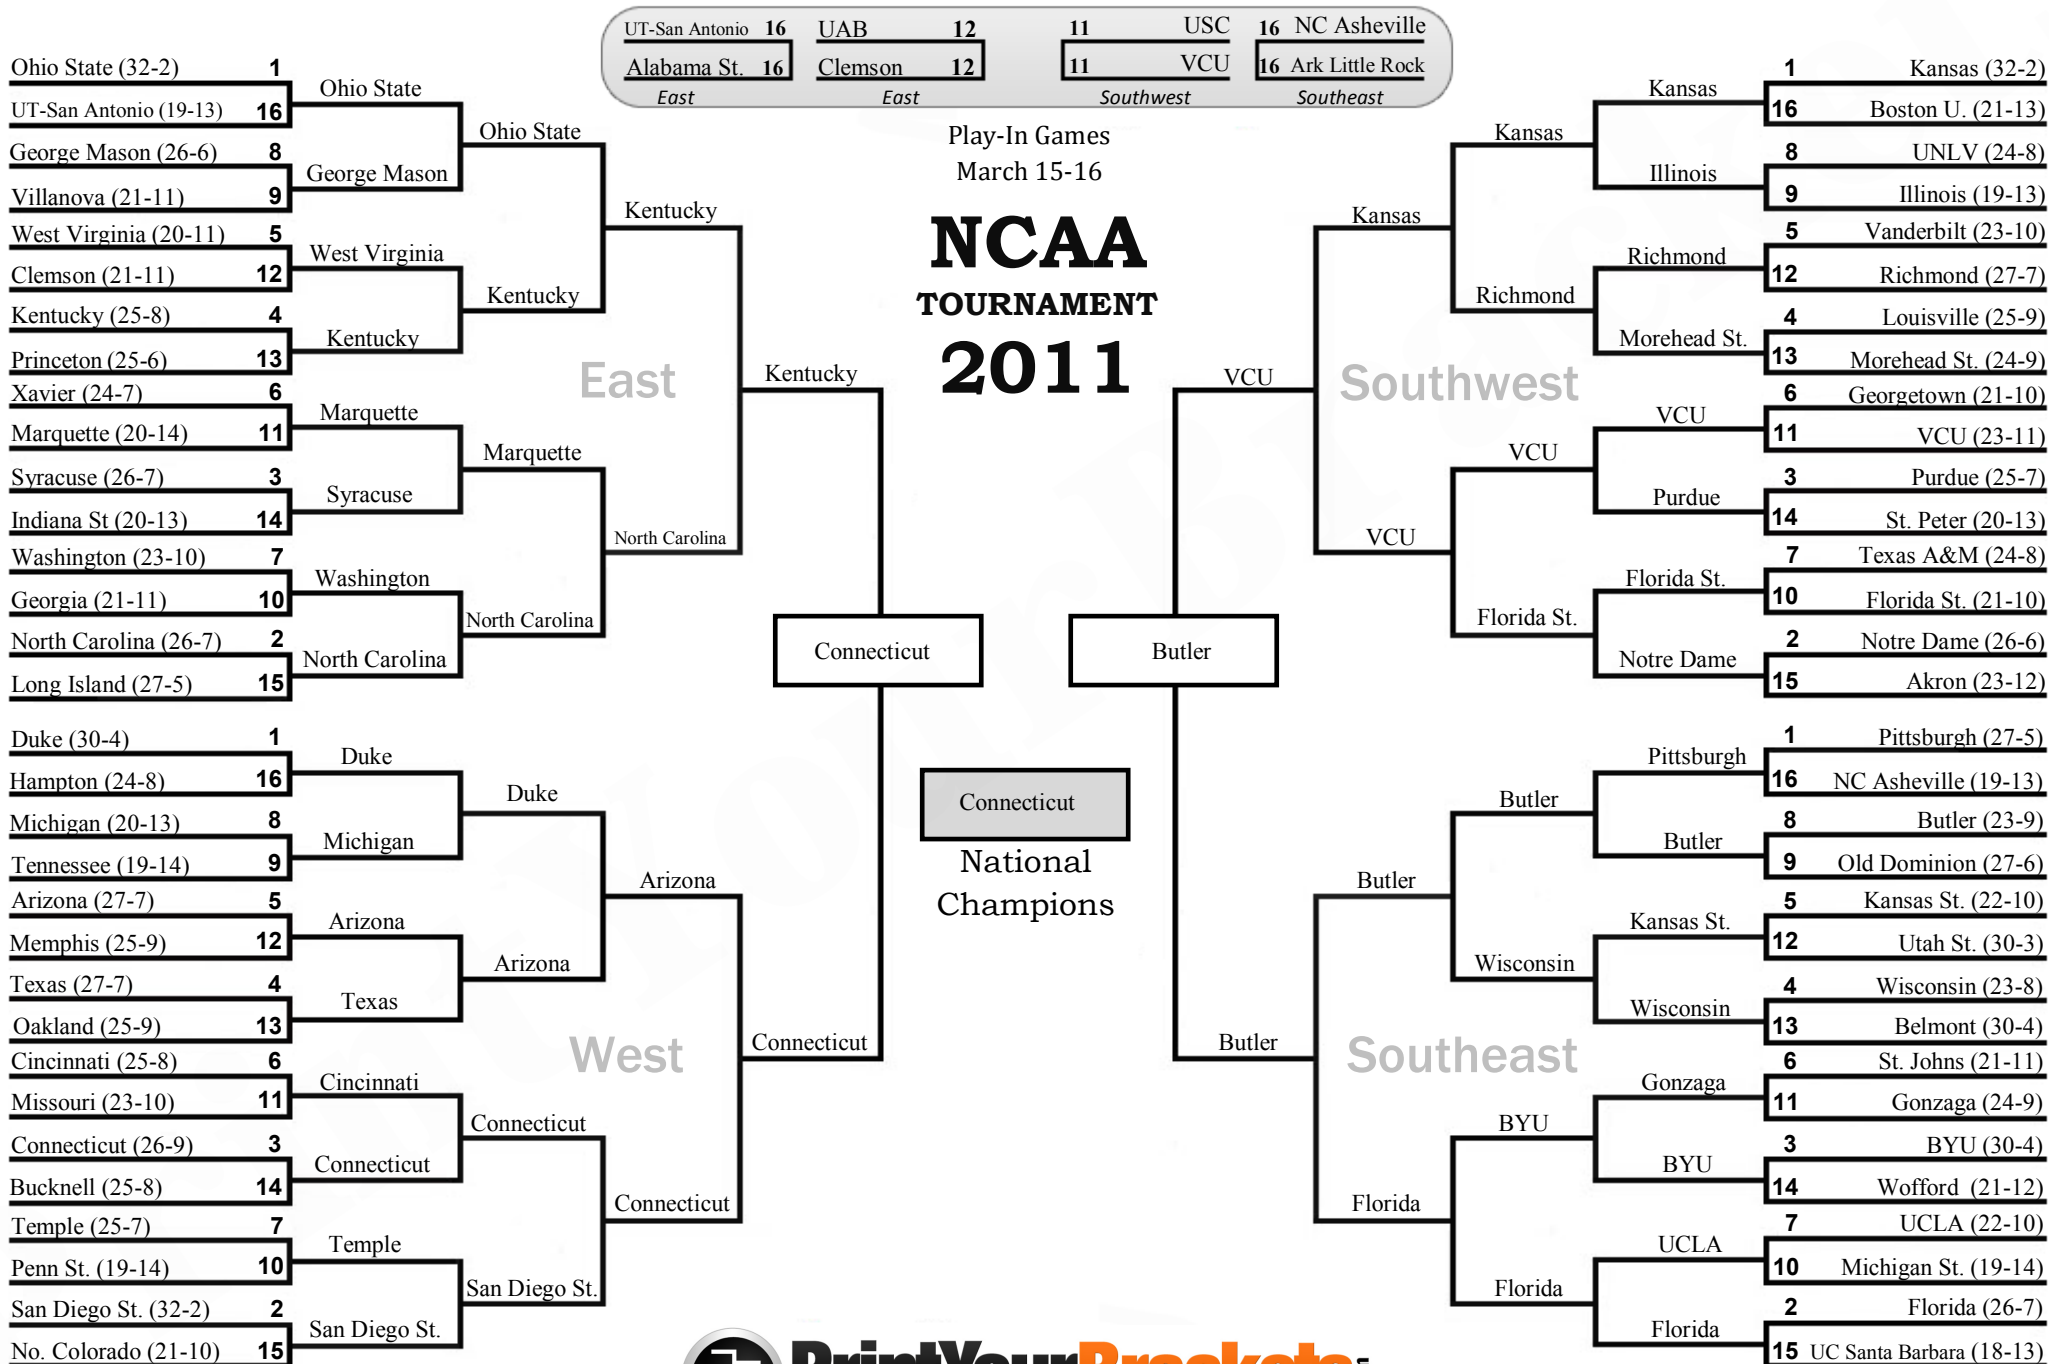 UT-San Antonio 16
Alabama St. 16
East
UAB 12
Clemson 12
East
11 USC
11 VCU
Southwest
16 NC Asheville
16 Ark Little Rock
Southeast
Play-In Games
March 15-16
NCAA
TOURNAMENT
2011
Ohio State (32-2) 1
UT-San Antonio (19-13) 16
George Mason (26-6) 8
Villanova (21-11) 9
West Virginia (20-11) 5
Clemson (21-11) 12
Kentucky (25-8) 4
Princeton (25-6) 13
Xavier (24-7) 6
Marquette (20-14) 11
Syracuse (26-7) 3
Indiana St (20-13) 14
Washington (23-10) 7
Georgia (21-11) 10
North Carolina (26-7) 2
Long Island (27-5) 15
Ohio State
George Mason
West Virginia
Kentucky
Marquette
Syracuse
Washington
North Carolina
Ohio State
Kentucky
Marquette
North Carolina
Kentucky
North Carolina
East
Kentucky
Duke (30-4) 1
Hampton (24-8) 16
Michigan (20-13) 8
Tennessee (19-14) 9
Arizona (27-7) 5
Memphis (25-9) 12
Texas (27-7) 4
Oakland (25-9) 13
Cincinnati (25-8) 6
Missouri (23-10) 11
Connecticut (26-9) 3
Bucknell (25-8) 14
Temple (25-7) 7
Penn St. (19-14) 10
San Diego St. (32-2) 2
No. Colorado (21-10) 15
Duke
Michigan
Arizona
Texas
Cincinnati
Connecticut
Temple
San Diego St.
Duke
Arizona
Connecticut
San Diego St.
Arizona
Connecticut
West
Connecticut
Connecticut
Butler
Connecticut
National
Champions
1 Kansas (32-2)
16 Boston U. (21-13)
8 UNLV (24-8)
9 Illinois (19-13)
5 Vanderbilt (23-10)
12 Richmond (27-7)
4 Louisville (25-9)
13 Morehead St. (24-9)
6 Georgetown (21-10)
11 VCU (23-11)
3 Purdue (25-7)
14 St. Peter (20-13)
7 Texas A&M (24-8)
10 Florida St. (21-10)
2 Notre Dame (26-6)
15 Akron (23-12)
Kansas
Illinois
Richmond
Morehead St.
VCU
Purdue
Florida St.
Notre Dame
Kansas
Richmond
VCU
Florida St.
Kansas
VCU
Southwest
VCU
1 Pittsburgh (27-5)
16 NC Asheville (19-13)
8 Butler (23-9)
9 Old Dominion (27-6)
5 Kansas St. (22-10)
12 Utah St. (30-3)
4 Wisconsin (23-8)
13 Belmont (30-4)
6 St. Johns (21-11)
11 Gonzaga (24-9)
3 BYU (30-4)
14 Wofford (21-12)
7 UCLA (22-10)
10 Michigan St. (19-14)
2 Florida (26-7)
15 UC Santa Barbara (18-13)
Pittsburgh
Butler
Kansas St.
Wisconsin
Gonzaga
BYU
UCLA
Florida
Butler
Wisconsin
BYU
Florida
Butler
Florida
Southeast
Butler
PrintYourBrackets